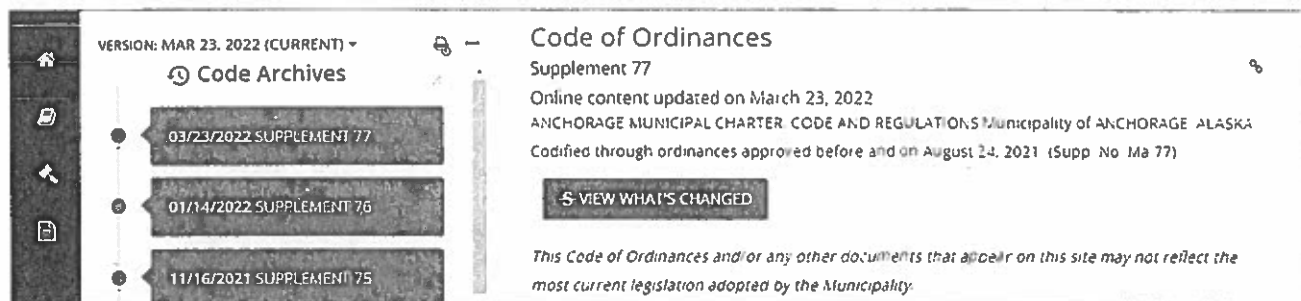 VERSION: MAR 23, 2022 (CURRENT)
Code Archives
03/23/2022 SUPPLEMENT 77
01/14/2022 SUPPLEMENT 76
11/16/2021 SUPPLEMENT 75
Code of Ordinances
Supplement 77
Online content updated on March 23, 2022
ANCHORAGE MUNICIPAL CHARTER, CODE AND REGULATIONS Municipality of ANCHORAGE, ALASKA
Codified through ordinances approved before and on August 24, 2021. (Supp. No. Ma 77)
S VIEW WHAT'S CHANGED
This Code of Ordinances and/or any other documents that appear on this site may not reflect the
most current legislation adopted by the Municipality.